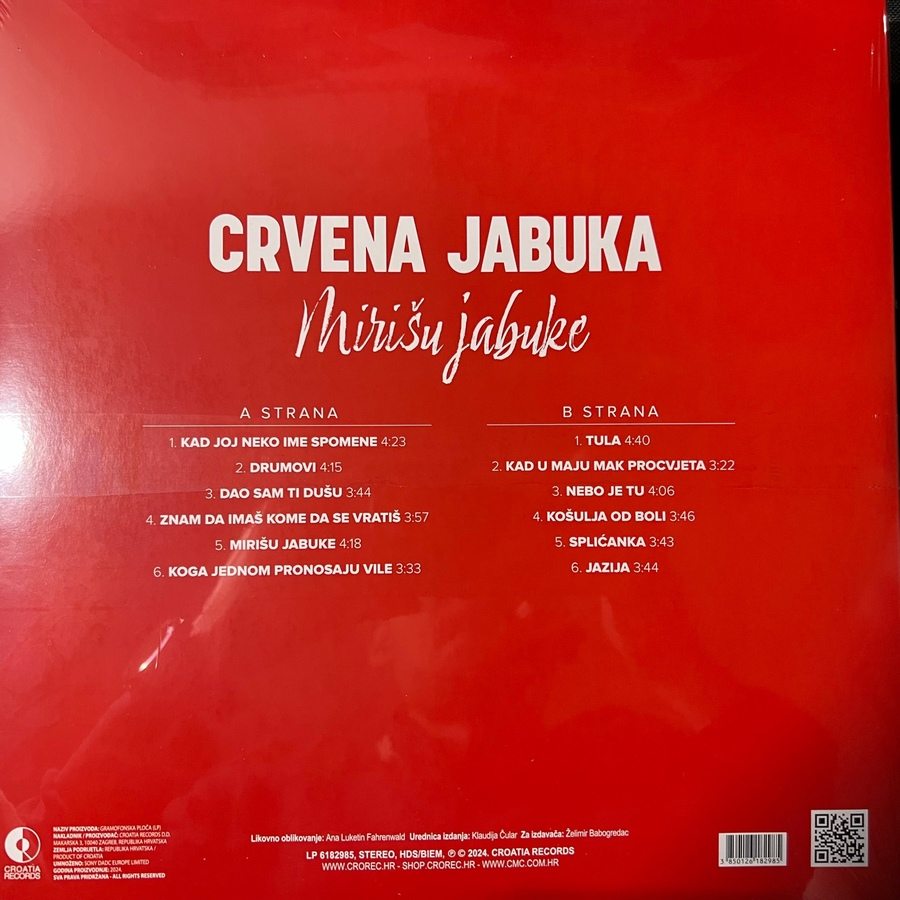 CRVENA JABUKA
Mirišu jabuke
A STRANA
1. KAD JOJ NEKO IME SPOMENE 4:23
2. DRUMOVI 4:15
3. DAO SAM TI DUŠU 3:44
4. ZNAM DA IMAŠ KOME DA SE VRATIŠ 3:57
5. MIRIŠU JABUKE 4:18
6. KOGA JEDNOM PRONOSAJU VILE 3:33
B STRANA
1. TULA 4:40
2. KAD U MAJU MAK PROCVJETA 3:22
3. NEBO JE TU 4:06
4. KOŠULJA OD BOLI 3:46
5. SPLIĆANKA 3:43
6. JAZIJA 3:44
CROATIA
RECORDS
NAZIV PROIZVODA: GRAMOFONSKA PLOČA (LP)
NAKLADNIK / PROIZVOĐAČ: CROATIA RECORDS D.D.
MAKARSKA 3, 10040 ZAGREB, REPUBLIKA HRVATSKA
ZEMLJA PODRIJETLA: REPUBLIKA HRVATSKA /
PRODUCT OF CROATIA
UMNOŽENO: SONY DADC EUROPE LIMITED
GODINA PROIZVODNJE: 2024.
SVA PRAVA PRIDRŽANA - ALL RIGHTS RESERVED
Likovno oblikovanje: Ana Luketin Fahrenwald Urednica izdanja: Klaudija Čular Za izdavača: Želimir Babogredac
LP 6182985, STEREO, HDS/BIEM, ℗ © 2024. CROATIA RECORDS
WWW.CROREC.HR - SHOP.CROREC.HR - WWW.CMC.COM.HR
3 850126 182985